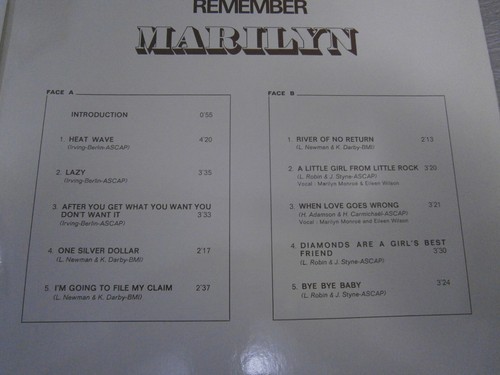 REMEMBER
MARILYN
FACE A
INTRODUCTION 0'55
1. HEAT WAVE 4'20
(Irving-Berlin-ASCAP)
2. LAZY 3'35
(Irving-Berlin-ASCAP)
3. AFTER YOU GET WHAT YOU WANT YOU
DON'T WANT IT 3'33
(Irving-Berlin-ASCAP)
4. ONE SILVER DOLLAR 2'17
(L. Newman & K. Darby-BMI)
5. I'M GOING TO FILE MY CLAIM 2'37
(L. Newman & K. Darby-BMI)
FACE B
1. RIVER OF NO RETURN 2'13
(L. Newman & K. Darby-BMI)
2. A LITTLE GIRL FROM LITTLE ROCK 3'20
(L. Robin & J. Styne-ASCAP)
Vocal : Marilyn Monroe & Eileen Wilson
3. WHEN LOVE GOES WRONG 3'21
(H. Adamson & H. Carmichael-ASCAP)
Vocal : Marilyn Monroe and Eileen Wilson
4. DIAMONDS ARE A GIRL'S BEST
FRIEND 3'30
(L. Robin & J. Styne-ASCAP)
5. BYE BYE BABY 3'24
(L. Robin & J. Styne-ASCAP)